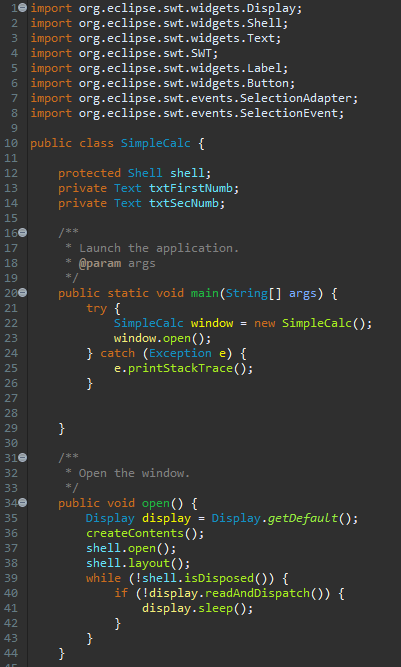 1 import org.eclipse.swt.widgets.Display;
2 import org.eclipse.swt.widgets.Shell;
3 import org.eclipse.swt.widgets.Text;
4 import org.eclipse.swt.SWT;
5 import org.eclipse.swt.widgets.Label;
6 import org.eclipse.swt.widgets.Button;
7 import org.eclipse.swt.events.SelectionAdapter;
8 import org.eclipse.swt.events.SelectionEvent;
9
10 public class SimpleCalc {
11
12     protected Shell shell;
13     private Text txtFirstNumb;
14     private Text txtSecNumb;
15
16     /**
17      * Launch the application.
18      * @param args
19      */
20     public static void main(String[] args) {
21         try {
22             SimpleCalc window = new SimpleCalc();
23             window.open();
24         } catch (Exception e) {
25             e.printStackTrace();
26         }
27
28
29     }
30
31     /**
32      * Open the window.
33      */
34     public void open() {
35         Display display = Display.getDefault();
36         createContents();
37         shell.open();
38         shell.layout();
39         while (!shell.isDisposed()) {
40             if (!display.readAndDispatch()) {
41                 display.sleep();
42             }
43         }
44     }